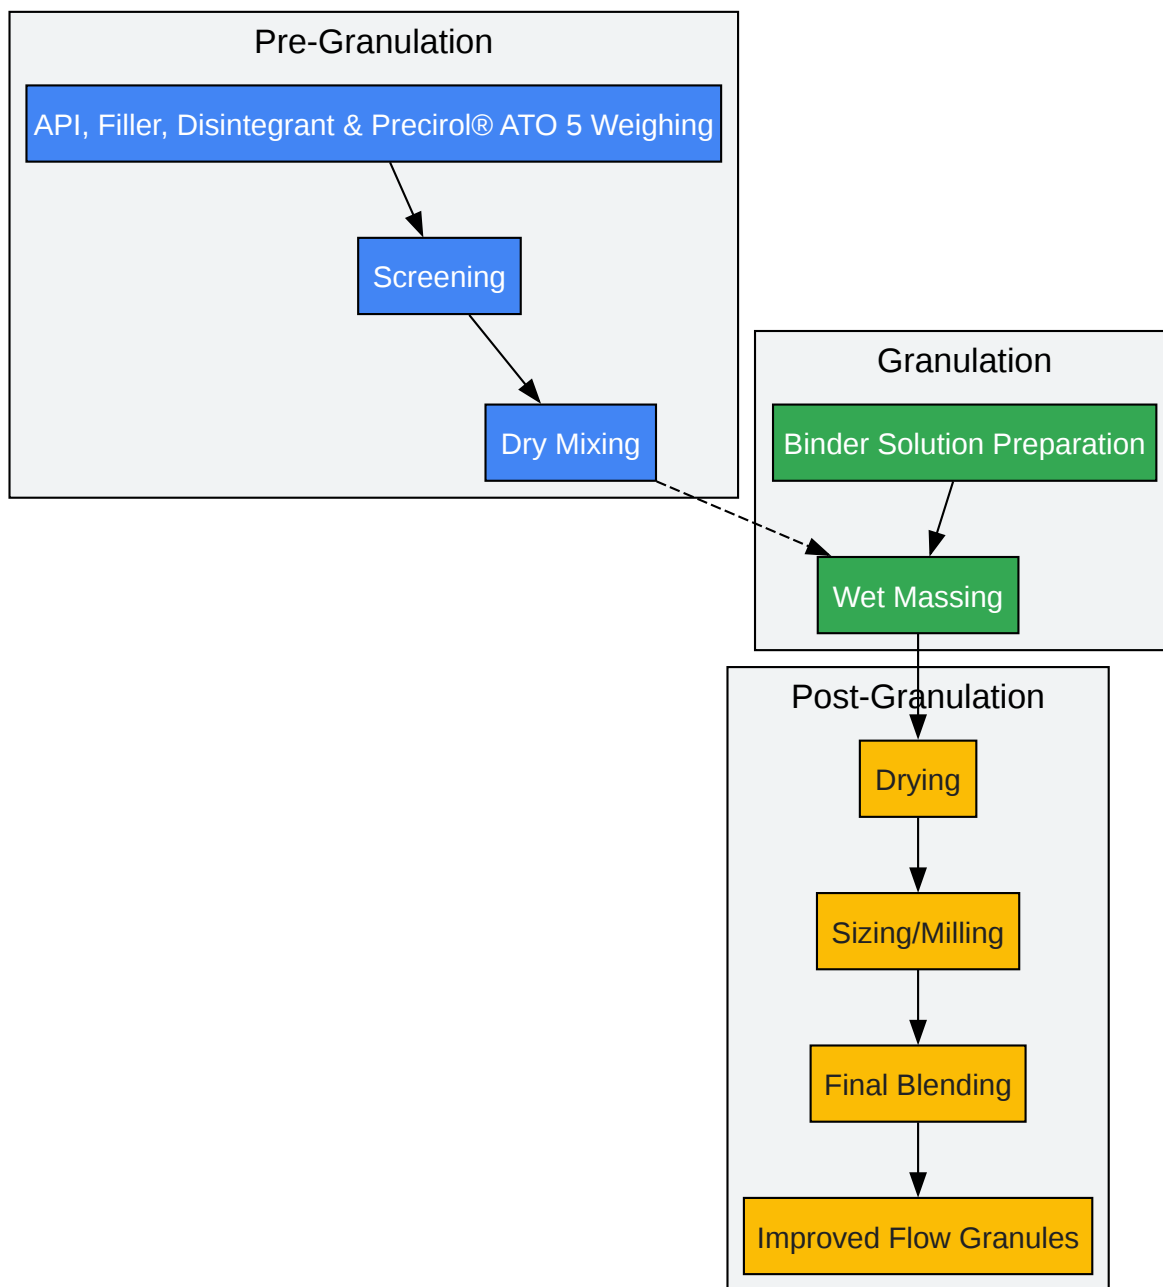 Pre-Granulation
API, Filler, Disintegrant & Precirol® ATO 5 Weighing
Screening
Dry Mixing
Granulation
Binder Solution Preparation
Wet Massing
Post-Granulation
Drying
Sizing/Milling
Final Blending
Improved Flow Granules